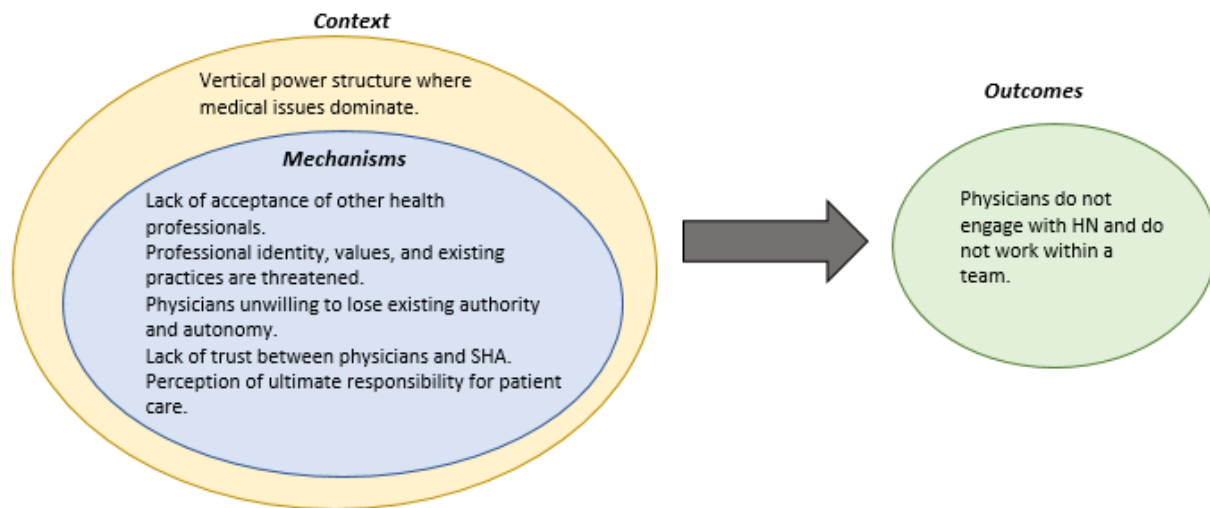 Context
Vertical power structure where
medical issues dominate.
Mechanisms
Lack of acceptance of other health
professionals.
Professional identity, values, and existing
practices are threatened.
Physicians unwilling to lose existing authority
and autonomy.
Lack of trust between physicians and SHA.
Perception of ultimate responsibility for patient
care.
Outcomes
Physicians do not
engage with HN and do
not work within a
team.